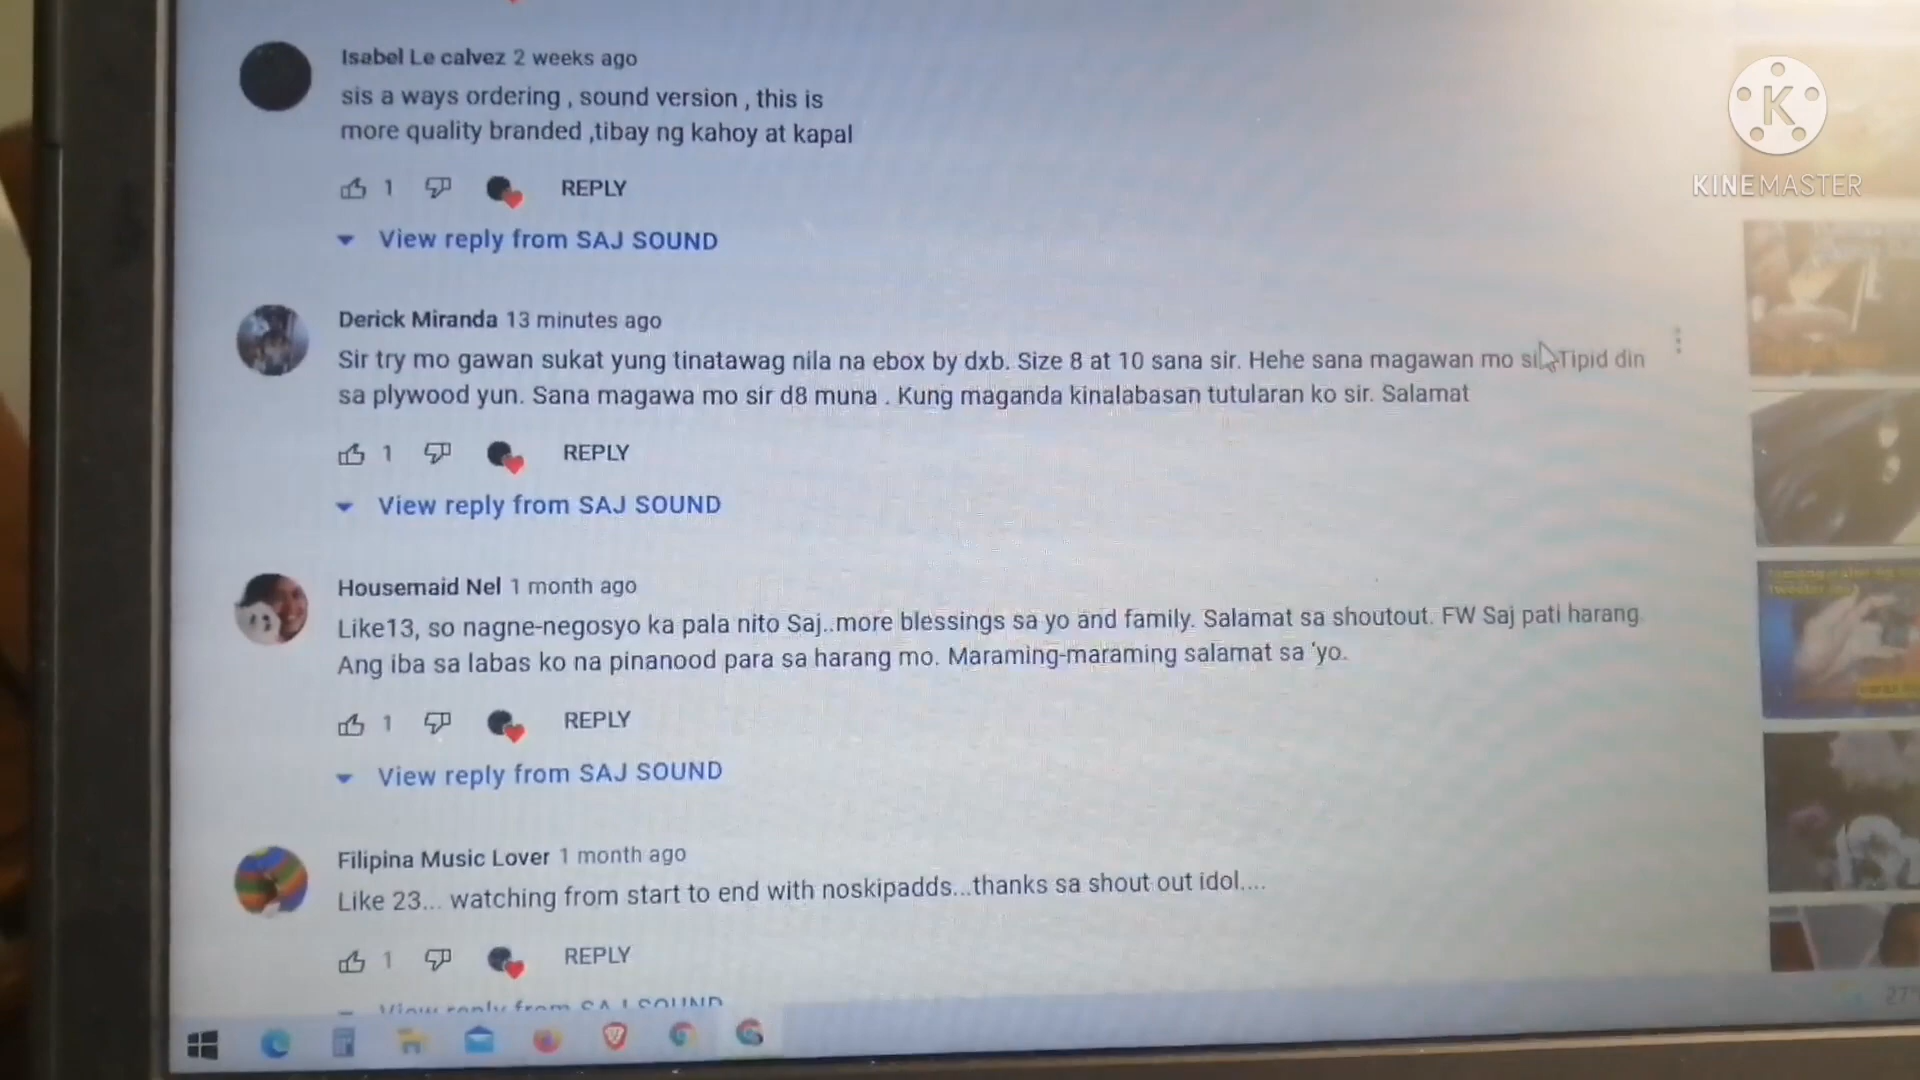 Isabel Le calvez 2 weeks ago
sis a ways ordering , sound version , this is
more quality branded ,tibay ng kahoy at kapal
1 REPLY
View reply from SAJ SOUND
Derick Miranda 13 minutes ago
Sir try mo gawan sukat yung tinatawag nila na ebox by dxb. Size 8 at 10 sana sir. Hehe sana magawan mo Tipid din
sa plywood yun. Sana magawa mo sir d8 muna . Kung maganda kinalabasan tutularan ko sir. Salamat
1 REPLY
View reply from SAJ SOUND
Housemaid Nel 1 month ago
Like13, so nagne-negosyo ka pala nito Saj..more blessings sa yo and family. Salamat sa shoutout. FW Saj pati harang
Ang iba sa labas ko na pinanood para sa harang mo. Maraming-maraming salamat sa 'yo.
1 REPLY
View reply from SAJ SOUND
Filipina Music Lover 1 month ago
Like 23... watching from start to end with noskipadds...thanks sa shout out idol....
1 REPLY
View reply from SAJ SOUND
K
KINEMASTER